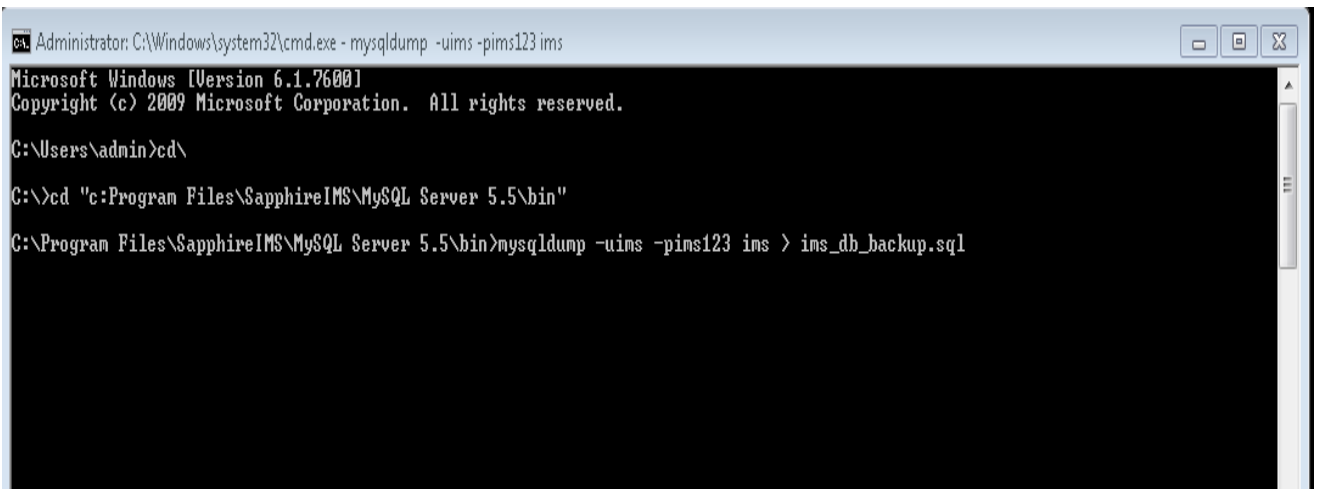 Administrator: C:\Windows\system32\cmd.exe - mysqldump -uims -pims123 ims
Microsoft Windows [Version 6.1.7600]
Copyright (c) 2009 Microsoft Corporation. All rights reserved.
C:\Users\admin>cd\
C:\>cd "c:Program Files\SapphireIMS\MySQL Server 5.5\bin"
C:\Program Files\SapphireIMS\MySQL Server 5.5\bin>mysqldump -uims -pims123 ims > ims_db_backup.sql